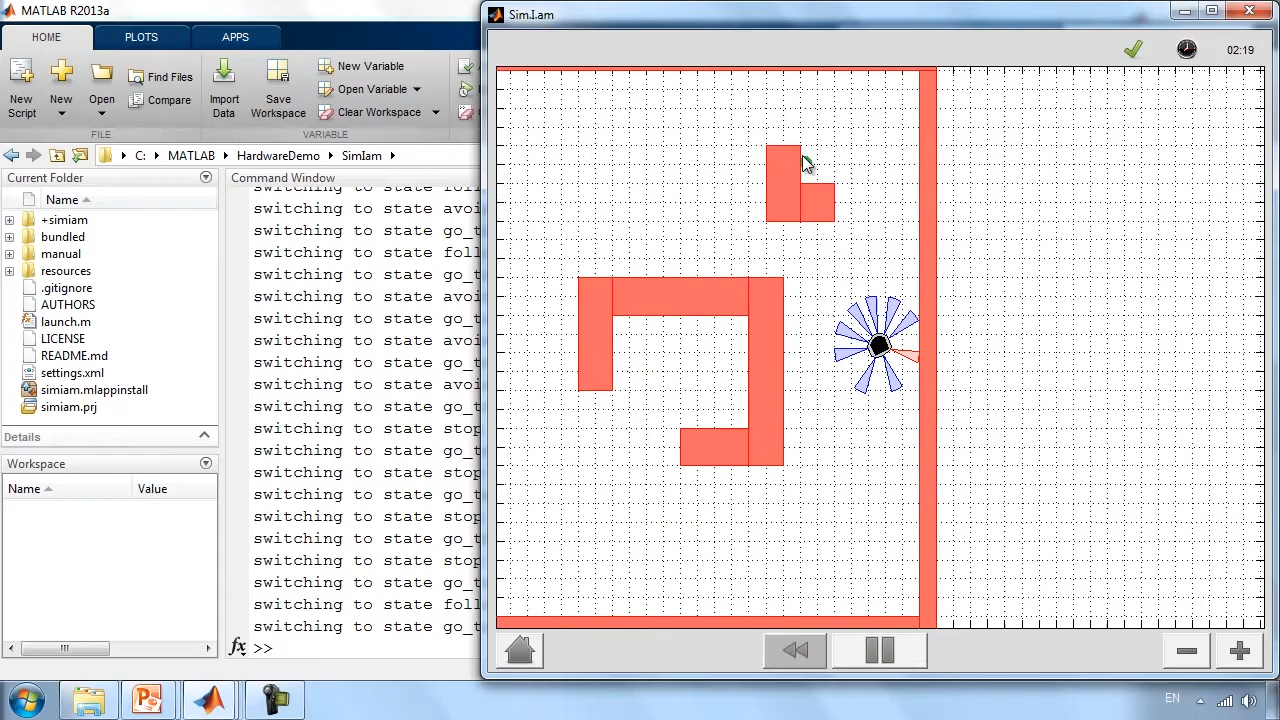 MATLAB R2013a
Sim.I.am
HOME PLOTS APPS
02:19
New Script
New
Open
Find Files
Compare
Import Data
Save Workspace
New Variable
Open Variable
Clear Workspace
FILE
VARIABLE
C: MATLAB HardwareDemo SimIam
Current Folder
Name
+simiam
bundled
manual
resources
.gitignore
AUTHORS
launch.m
LICENSE
README.md
settings.xml
simiam.mlappinstall
simiam.prj
Details
Workspace
Name Value
Command Window
switching to state foll
switching to state avoi
switching to state go_t
switching to state foll
switching to state go_t
switching to state avoi
switching to state go_t
switching to state avoi
switching to state go_t
switching to state avoi
switching to state go_t
switching to state stop
switching to state go_t
switching to state stop
switching to state go_t
switching to state stop
switching to state go_t
switching to state stop
switching to state go_t
switching to state foll
switching to state go_t
fx >>
EN